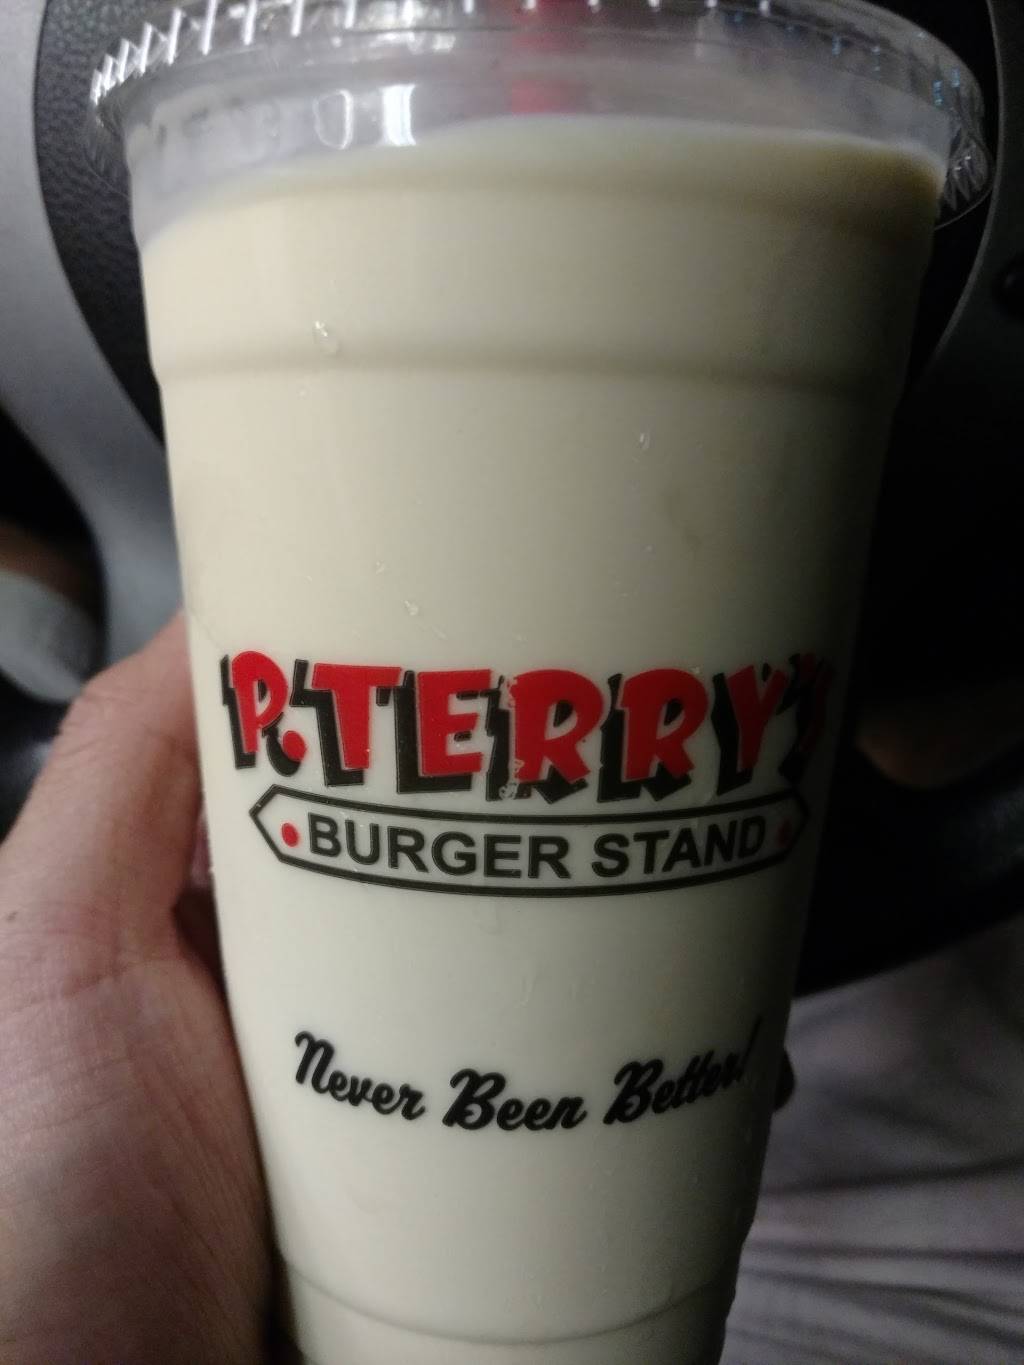 P.TERRY'S
BURGER STAND
Never Been Better!